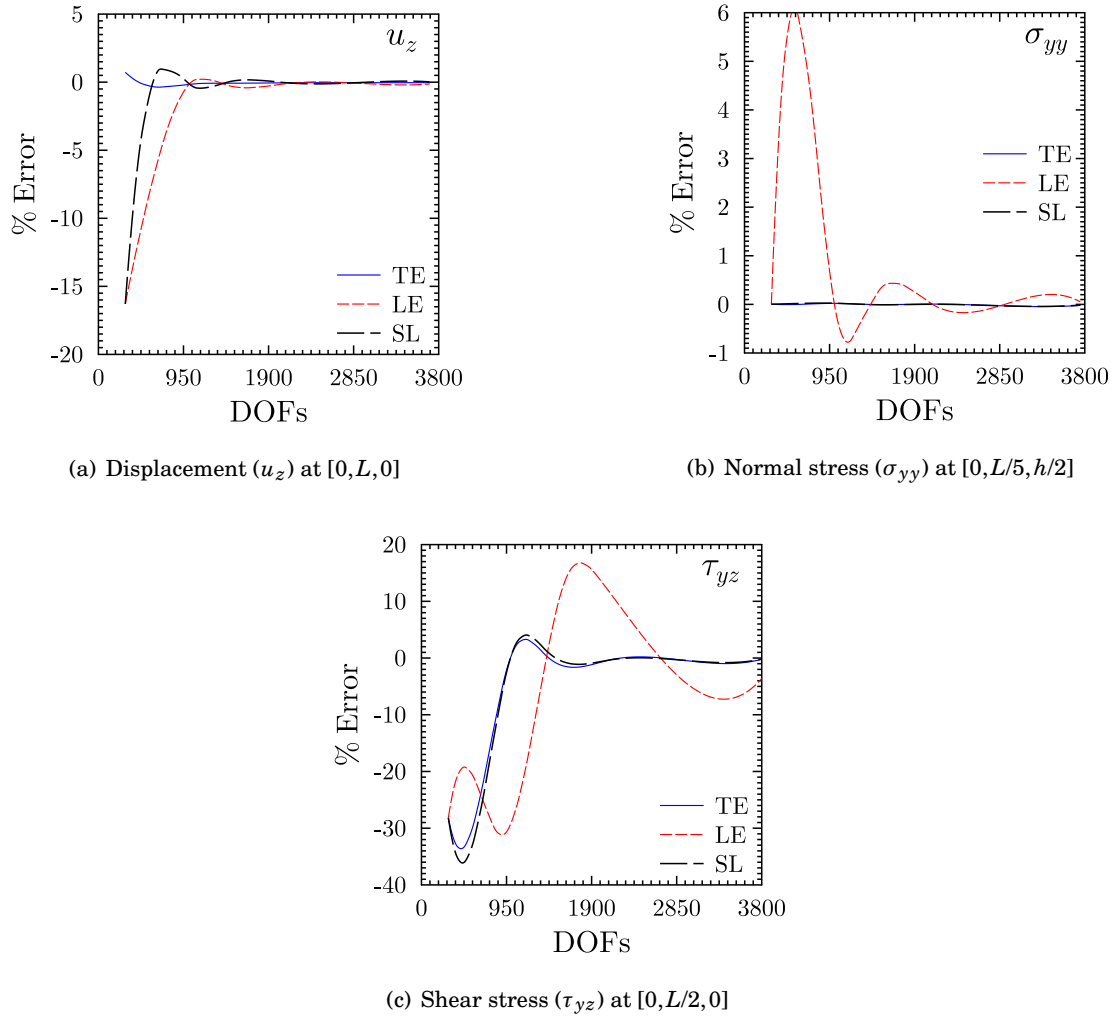 5
0
-5
-10
-15
-20
% Error
u_z
TE
LE
SL
0 950 1900 2850 3800
DOFs
(a) Displacement (u_z) at [0,L,0]
6
5
4
3
2
1
0
-1
% Error
σ_yy
TE
LE
SL
0 950 1900 2850 3800
DOFs
(b) Normal stress (σ_yy) at [0,L/5,h/2]
20
10
0
-10
-20
-30
-40
% Error
τ_yz
TE
LE
SL
0 950 1900 2850 3800
DOFs
(c) Shear stress (τ_yz) at [0,L/2,0]